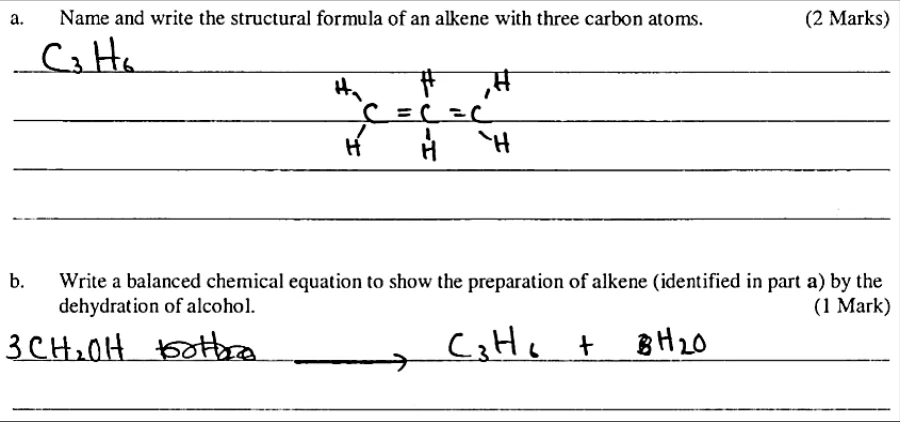 a. Name and write the structural formula of an alkene with three carbon atoms. (2 Marks)
C₃H₆
H H H
C = C = C
H H H
b. Write a balanced chemical equation to show the preparation of alkene (identified in part a) by the
dehydration of alcohol. (1 Mark)
3CH₂OH ⟶ C₃H₆ + 3H₂O